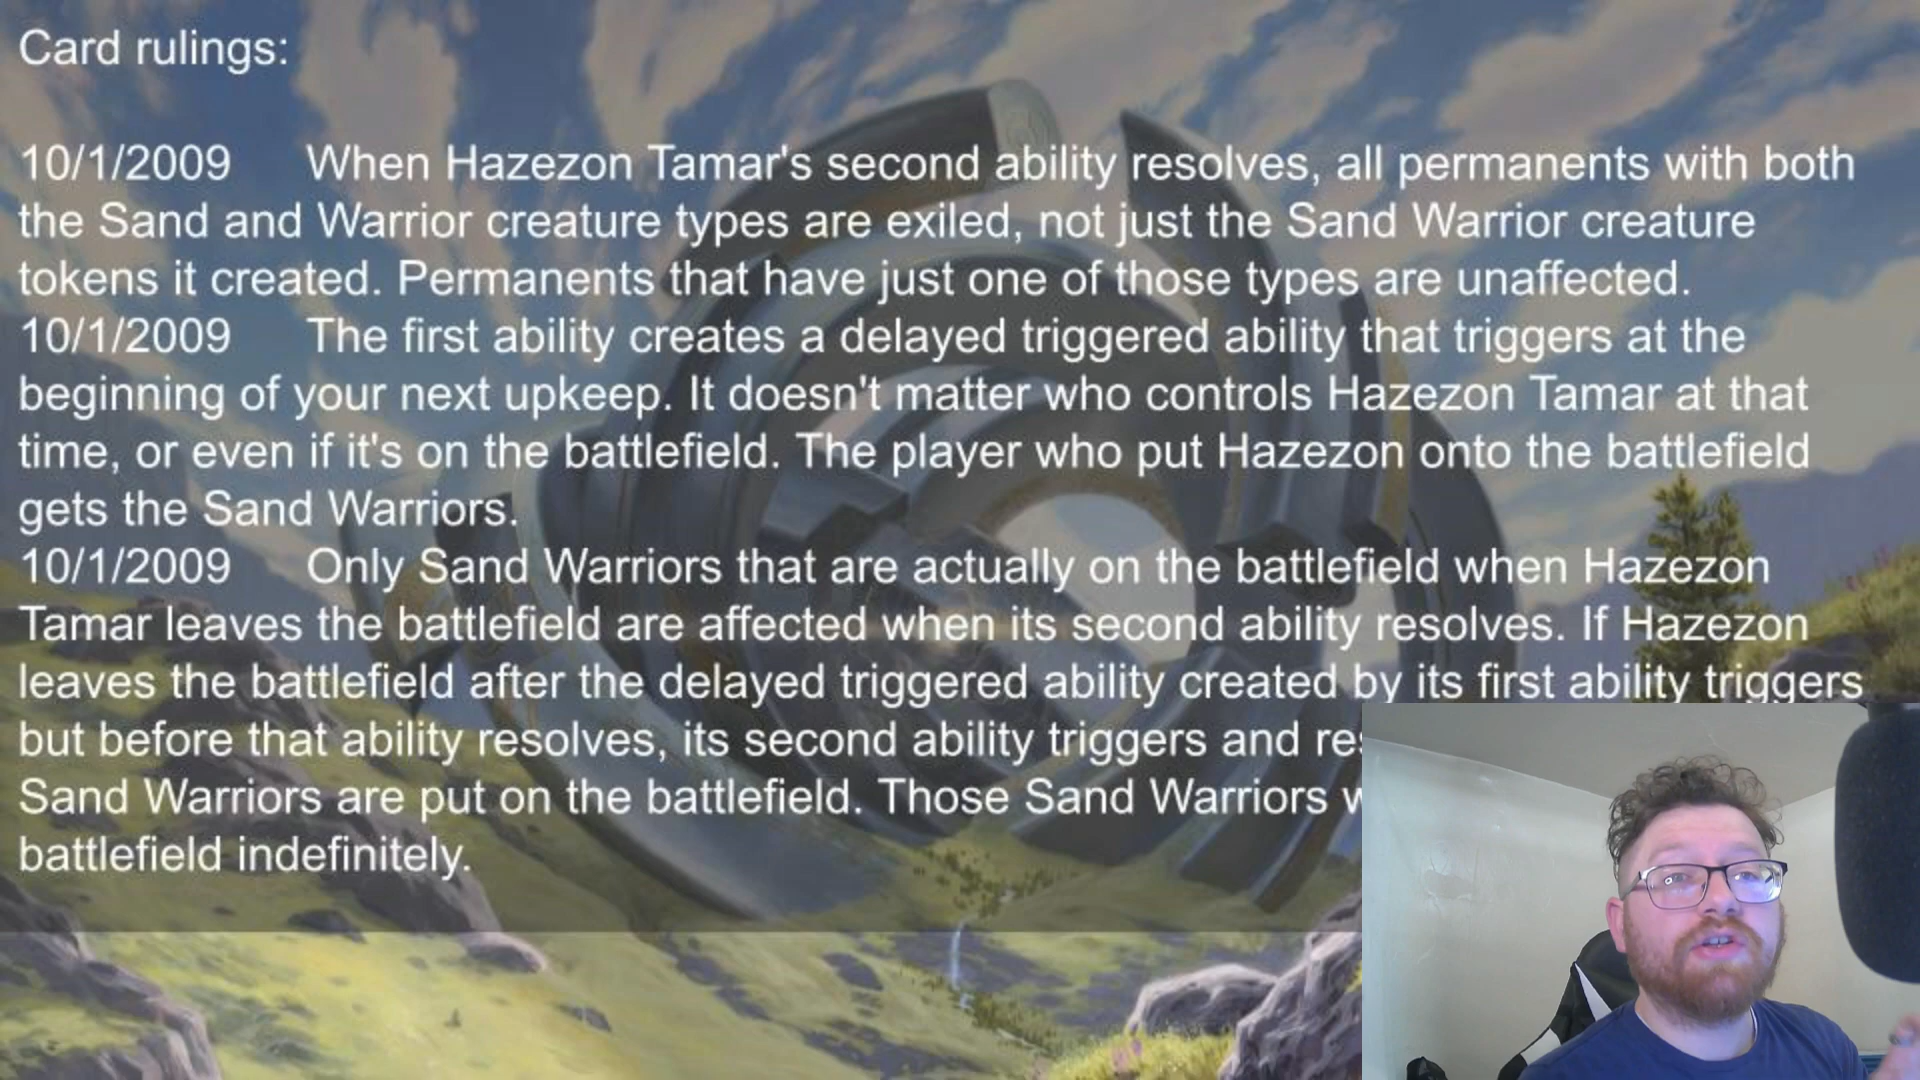 Card rulings:
10/1/2009 When Hazezon Tamar's second ability resolves, all permanents with both
the Sand and Warrior creature types are exiled, not just the Sand Warrior creature
tokens it created. Permanents that have just one of those types are unaffected.
10/1/2009 The first ability creates a delayed triggered ability that triggers at the
beginning of your next upkeep. It doesn't matter who controls Hazezon Tamar at that
time, or even if it's on the battlefield. The player who put Hazezon onto the battlefield
gets the Sand Warriors.
10/1/2009 Only Sand Warriors that are actually on the battlefield when Hazezon
Tamar leaves the battlefield are affected when its second ability resolves. If Hazezon
leaves the battlefield after the delayed triggered ability created by its first ability triggers
but before that ability resolves, its second ability triggers and
Sand Warriors are put on the battlefield. Those Sand Warriors
battlefield indefinitely.